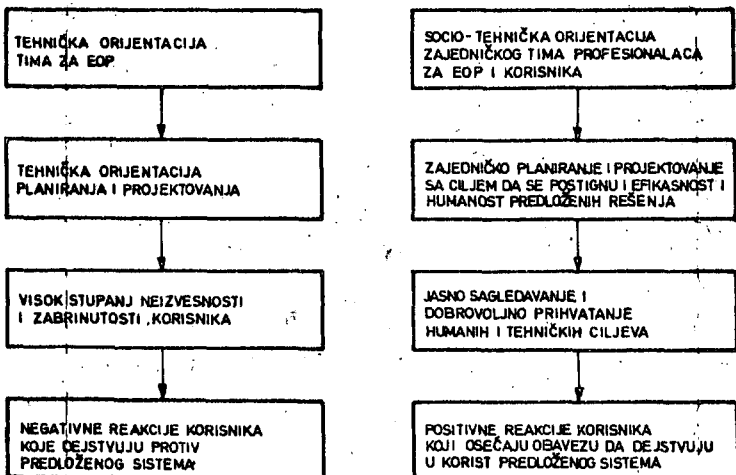 TEHNIČKA ORIJENTACIJA
TIMA ZA EOP
TEHNIČKA ORIJENTACIJA
PLANIRANJA I PROJEKTOVANJA
VISOK STUPANJ NEIZVESNOSTI
I ZABRINUTOSTI KORISNIKA
NEGATIVNE REAKCIJE KORISNIKA
KOJE DEJSTVUJU PROTIV
PREDLOŽENOG SISTEMA
SOCIO-TEHNIČKA ORIJENTACIJA
ZAJEDNIČKOG TIMA PROFESIONALACA
ZA EOP I KORISNIKA
ZAJEDNIČKO PLANIRANJE I PROJEKTOVANJE
SA CILJEM DA SE POSTIGNU I EFIKASNOST I
HUMANOST PREDLOŽENIH REŠENJA
JASNO SAGLEDAVANJE I
DOBROVOLJNO PRIHVATANJE
HUMANIH I TEHNIČKIH CILJEVA
POSITIVNE REAKCIJE KORISNIKA
KOJI OSEĆAJU OBAVEZU DA DEJSTVUJU
U KORIST PREDLOŽENOG SISTEMA